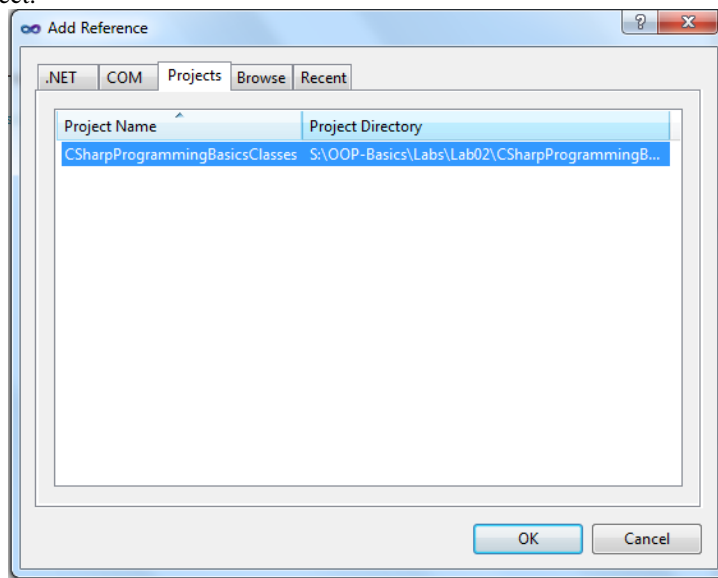 Add Reference
.NET COM Projects Browse Recent
Project Name Project Directory
CSharpProgrammingBasicsClasses S:\OOP-Basics\Labs\Lab02\CSharpProgrammingB...
OK Cancel